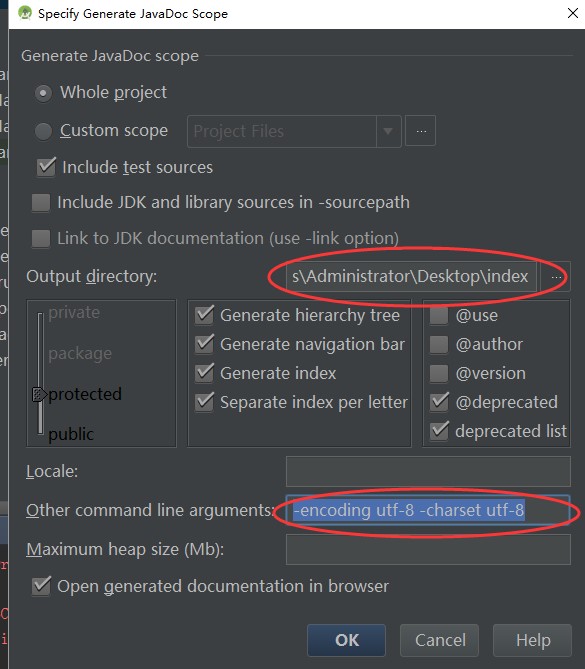 Specify Generate JavaDoc Scope
Generate JavaDoc scope
Whole project
Custom scope
Project Files
...
Include test sources
Include JDK and library sources in -sourcepath
Link to JDK documentation (use -link option)
Output directory:
s\Administrator\Desktop\index
...
private
package
protected
public
Generate hierarchy tree
Generate navigation bar
Generate index
Separate index per letter
@use
@author
@version
@deprecated
deprecated list
Locale:
Other command line arguments:
-encoding utf-8 -charset utf-8
Maximum heap size (Mb):
Open generated documentation in browser
OK
Cancel
Help